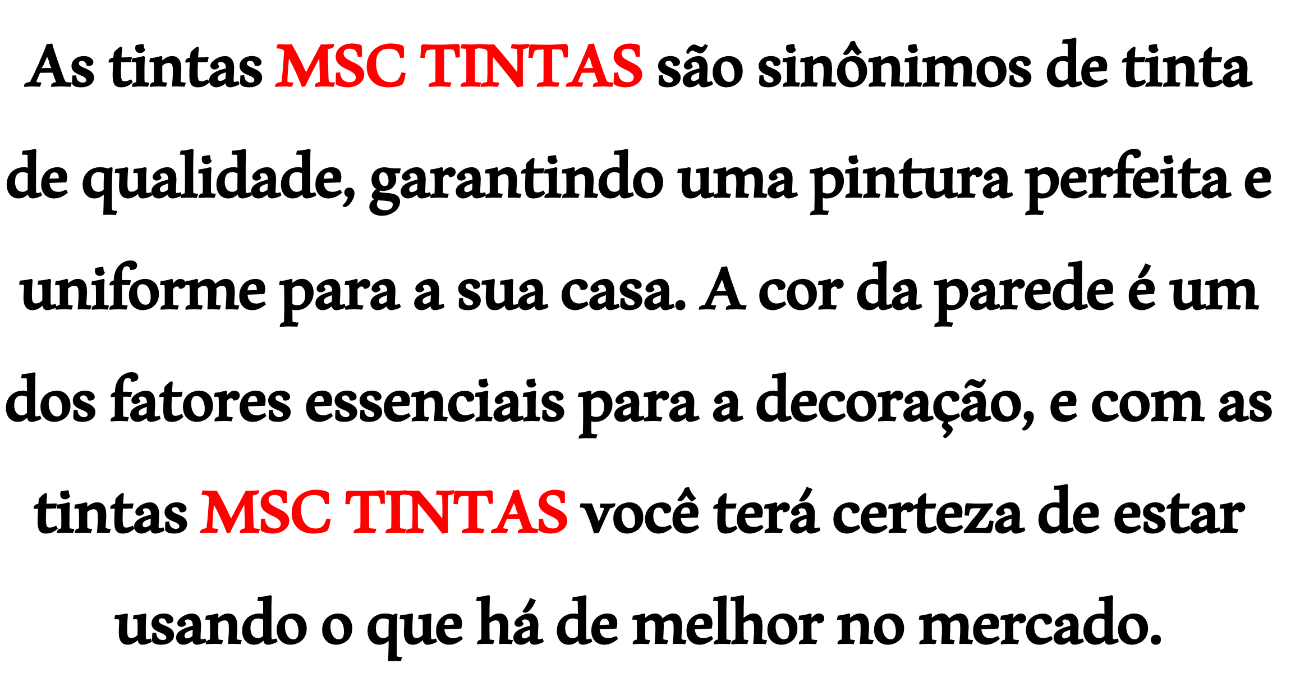 As tintas MSC TINTAS são sinônimos de tinta
de qualidade, garantindo uma pintura perfeita e
uniforme para a sua casa. A cor da parede é um
dos fatores essenciais para a decoração, e com as
tintas MSC TINTAS você terá certeza de estar
usando o que há de melhor no mercado.